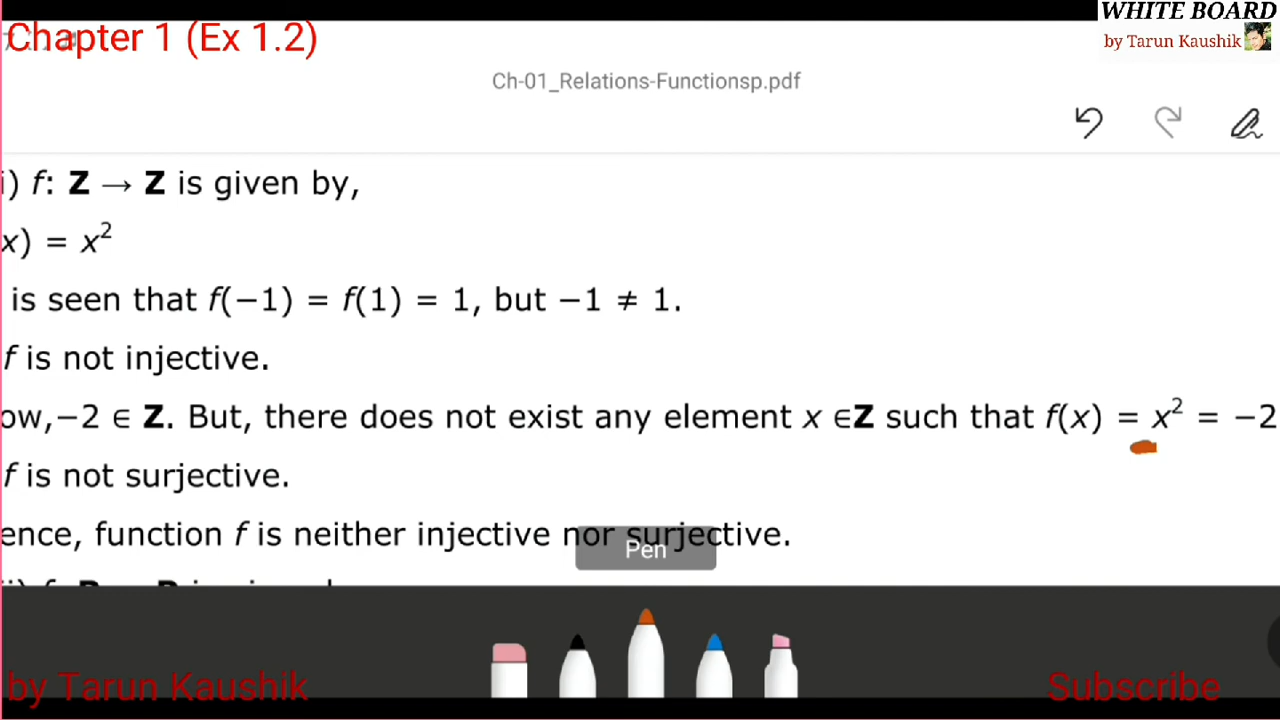 WHITE BOARD
Chapter 1 (Ex 1.2)
by Tarun Kaushik
Ch-01_Relations-Functionsp.pdf
i) f: Z → Z is given by,
x) = x²
is seen that f(−1) = f(1) = 1, but −1 ≠ 1.
f is not injective.
ow,−2 ∈ Z. But, there does not exist any element x ∈Z such that f(x) = x² = −2
f is not surjective.
ence, function f is neither injective nor surjective.
Pen
by Tarun Kaushik
Subscribe